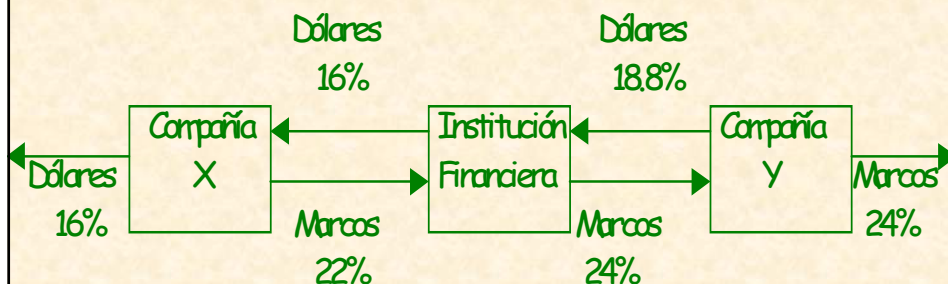 Dólares
16%
Dólares
18.8%
Compañía
X
Institución
Financiera
Compañía
Y
Dólares
16%
Marcos
22%
Marcos
24%
Marcos
24%